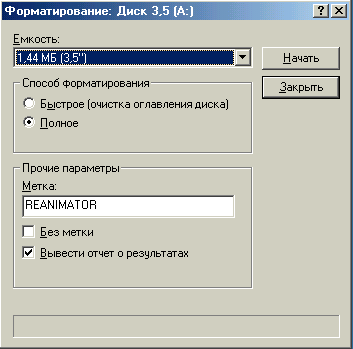 Форматирование: Диск 3,5 (A:)
Емкость:
1,44 МБ (3,5")
Начать
Закрыть
Способ форматирования
Быстрое (очистка оглавления диска)
Полное
Прочие параметры
Метка:
REANIMATOR
Без метки
Вывести отчет о результатах